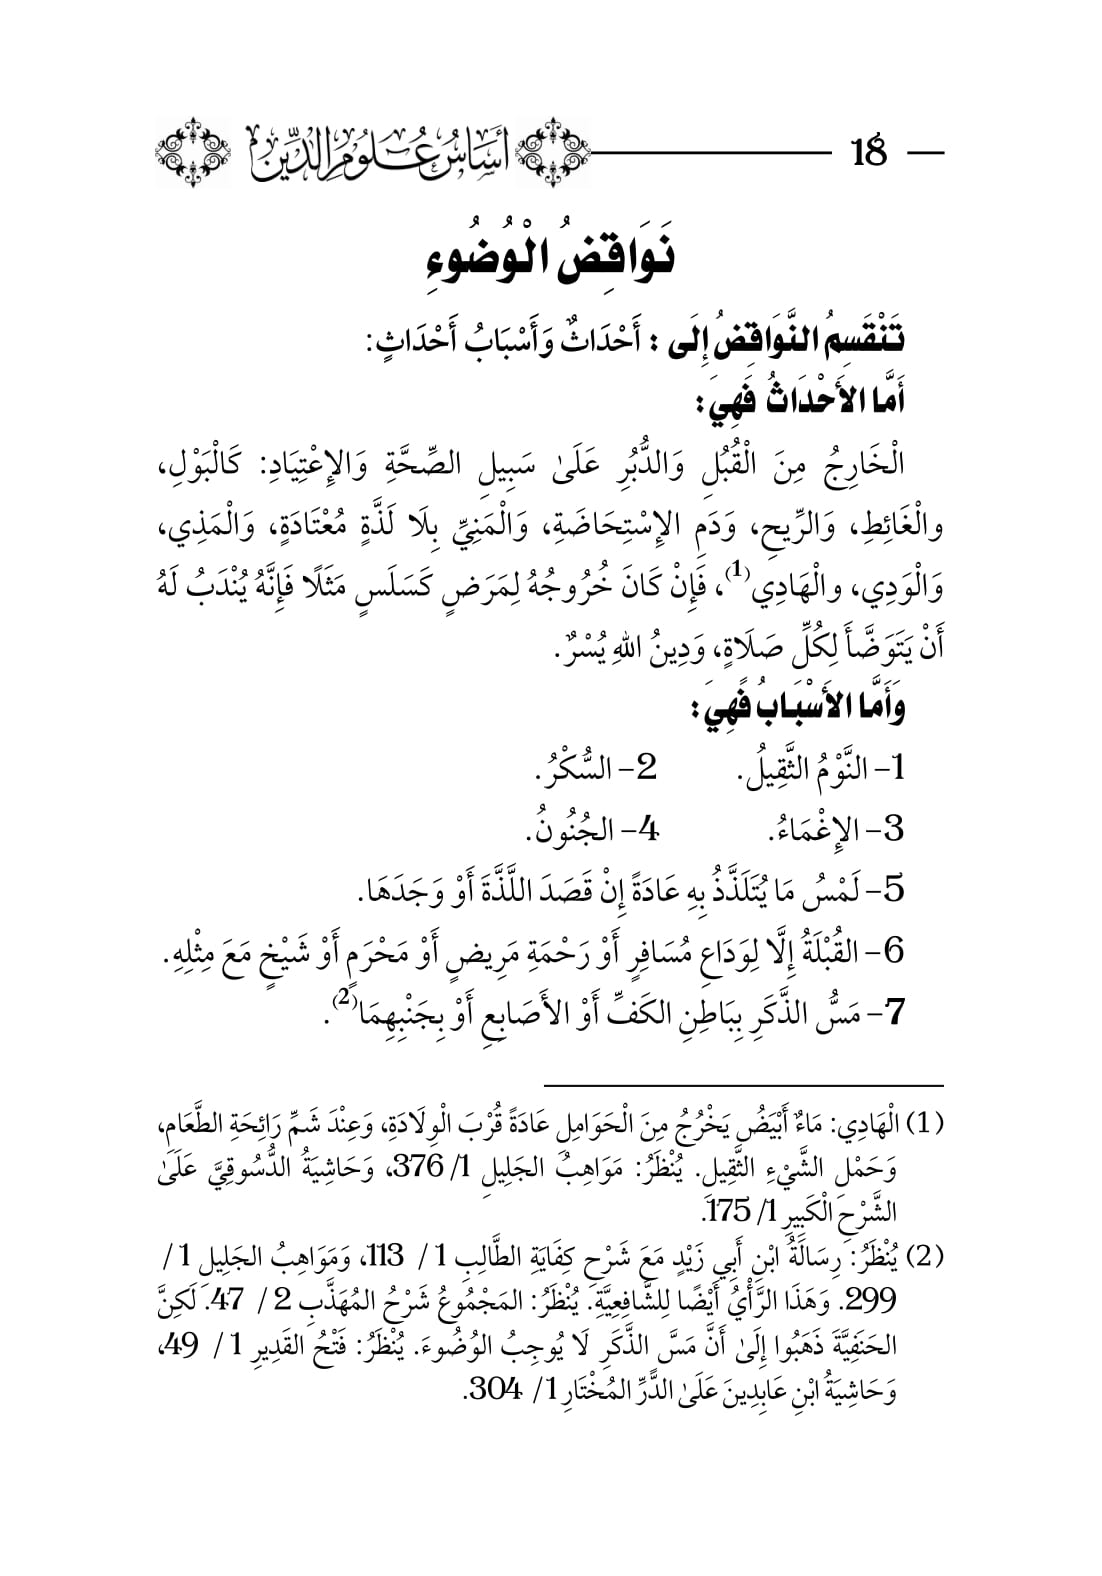 18 أَسَاسُ عُلُومِ الدِّينِ
نَوَاقِضُ الْوُضُوءِ
تَنْقَسِمُ النَّوَاقِضُ إِلَى : أَحْدَاثٌ وَأَسْبَابُ أَحْدَاثٍ:
أَمَّا الأَحْدَاثُ فَهِيَ:
الْخَارِجُ مِنَ الْقُبُلِ وَالدُّبُرِ عَلَىٰ سَبِيلِ الصِّحَّةِ وَالإِعْتِيَادِ: كَالْبَوْلِ،
والْغَائِطِ، وَالرِّيحِ، وَدَمِ الإِسْتِحَاضَةِ، وَالْمَنِيِّ بِلَا لَذَّةٍ مُعْتَادَةٍ، وَالْمَذِي،
وَالْوَدِي، والْهَادِي(1)، فَإِنْ كَانَ خُرُوجُهُ لِمَرَضٍ كَسَلَسٍ مَثَلًا فَإِنَّهُ يُنْدَبُ لَهُ
أَنْ يَتَوَضَّأَ لِكُلِّ صَلَاةٍ، وَدِينُ اللهِ يُسْرٌ.
وَأَمَّا الأَسْبَابُ فَهِيَ:
1- النَّوْمُ الثَّقِيلُ. 2- السُّكْرُ.
3- الإِغْمَاءُ. 4- الجُنُونُ.
5- لَمْسُ مَا يُتَلَذَّذُ بِهِ عَادَةً إِنْ قَصَدَ اللَّذَّةَ أَوْ وَجَدَهَا.
6- القُبْلَةُ إِلَّا لِوَدَاعِ مُسَافِرٍ أَوْ رَحْمَةِ مَرِيضٍ أَوْ مَحْرَمٍ أَوْ شَيْخٍ مَعَ مِثْلِهِ.
7- مَسُّ الذَّكَرِ بِبَاطِنِ الكَفِّ أَوْ الأَصَابِعِ أَوْ بِجَنْبِهِمَا(2).
(1) الْهَادِي: مَاءٌ أَبْيَضُ يَخْرُجُ مِنَ الْحَوَامِلِ عَادَةً قُرْبَ الْوِلَادَةِ، وَعِنْدَ شَمِّ رَائِحَةِ الطَّعَامِ،
وَحَمْلِ الشَّيْءِ الثَّقِيلِ. يُنْظَرُ: مَوَاهِبُ الجَلِيلِ 1/ 376، وَحَاشِيَةُ الدُّسُوقِيَّ عَلَىٰ
الشَّرْحِ الْكَبِيرِ 1/ 175.
(2) يُنْظَرُ: رِسَالَةُ ابْنِ أَبِي زَيْدٍ مَعَ شَرْحِ كِفَايَةِ الطَّالِبِ 1 / 113، وَمَوَاهِبُ الجَلِيلِ 1 /
299. وَهَذَا الرَّأْيُ أَيْضًا لِلشَّافِعِيَّةِ. يُنْظَرُ: المَجْمُوعُ شَرْحُ المُهَذَّبِ 2 / 47. لَكِنَّ
الحَنَفِيَّةَ ذَهَبُوا إِلَىٰ أَنَّ مَسَّ الذَّكَرِ لَا يُوجِبُ الوُضُوءَ. يُنْظَرُ: فَتْحُ القَدِيرِ 1 / 49،
وَحَاشِيَةُ ابْنِ عَابِدِينَ عَلَىٰ الدُّرِّ المُخْتَارِ 1/ 304.